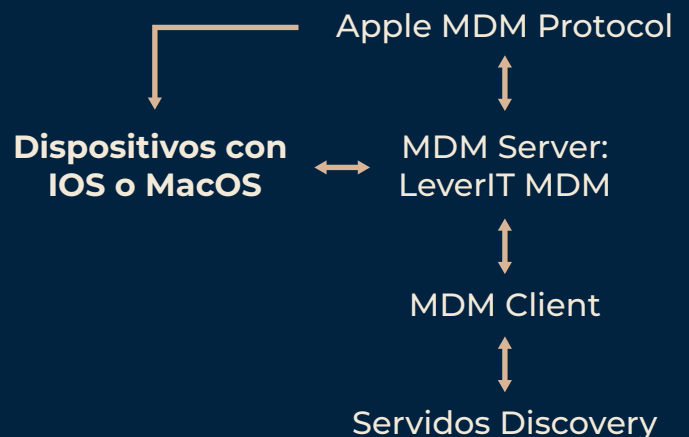 Apple MDM Protocol
Dispositivos con
IOS o MacOS
MDM Server:
LeverIT MDM
MDM Client
Servidos Discovery